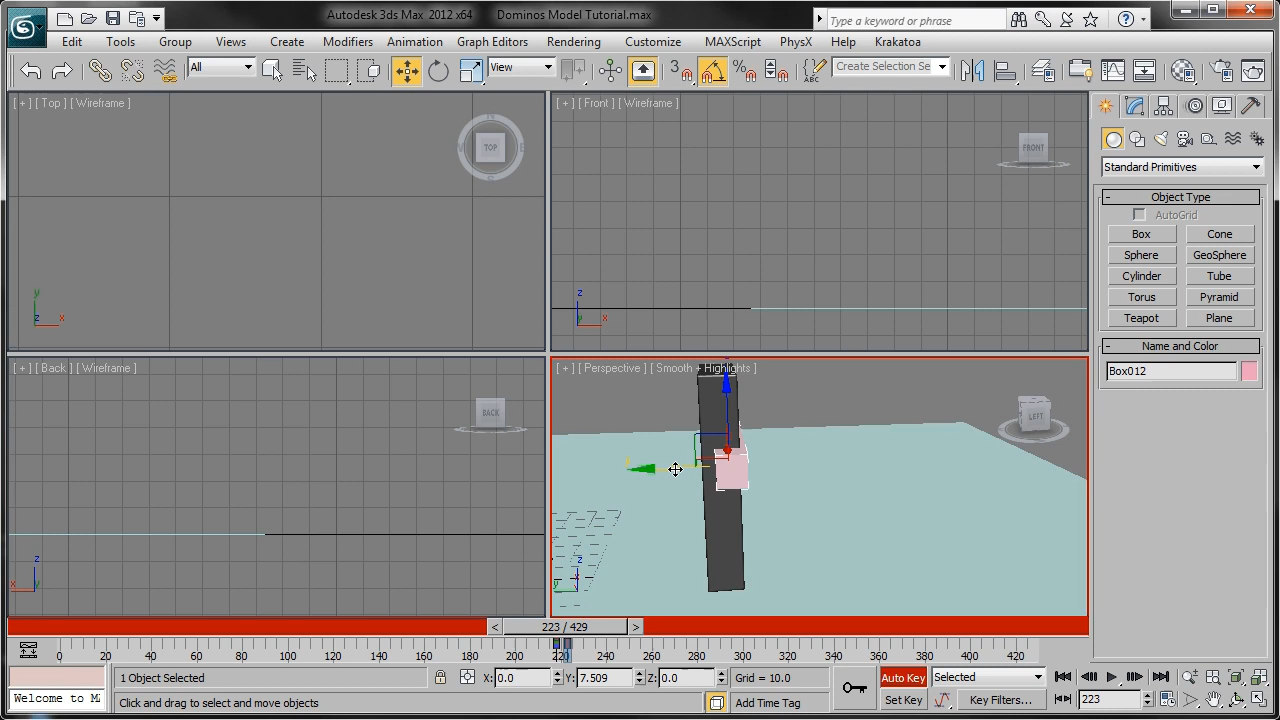 Autodesk 3ds Max 2012 x64 Dominos Model Tutorial.max
Type a keyword or phrase
Edit Tools Group Views Create Modifiers Animation Graph Editors Rendering Customize MAXScript PhysX Help Krakatoa
All View 3 % ABC Create Selection Se
[ + ] [ Top ] [ Wireframe ]
[ + ] [ Front ] [ Wireframe ]
TOP
FRONT
N
S
E
Standard Primitives
- Object Type
AutoGrid
Box Cone
Sphere GeoSphere
Cylinder Tube
Torus Pyramid
Teapot Plane
- Name and Color
Box012
y
z x
z
y x
[ + ] [ Back ] [ Wireframe ]
[ + ] [ Perspective ] [ Smooth + Highlights ]
BACK
LEFT
z
x y
z
y x
< 223 / 429 >
0 20 40 60 80 100 120 140 160 180 200 220 240 260 280 300 320 340 360 380 400 420
1 Object Selected X: 0.0 Y: 7.509 Z: 0.0 Grid = 10.0 Auto Key Selected
Welcome to M Click and drag to select and move objects Add Time Tag Set Key Key Filters... 223